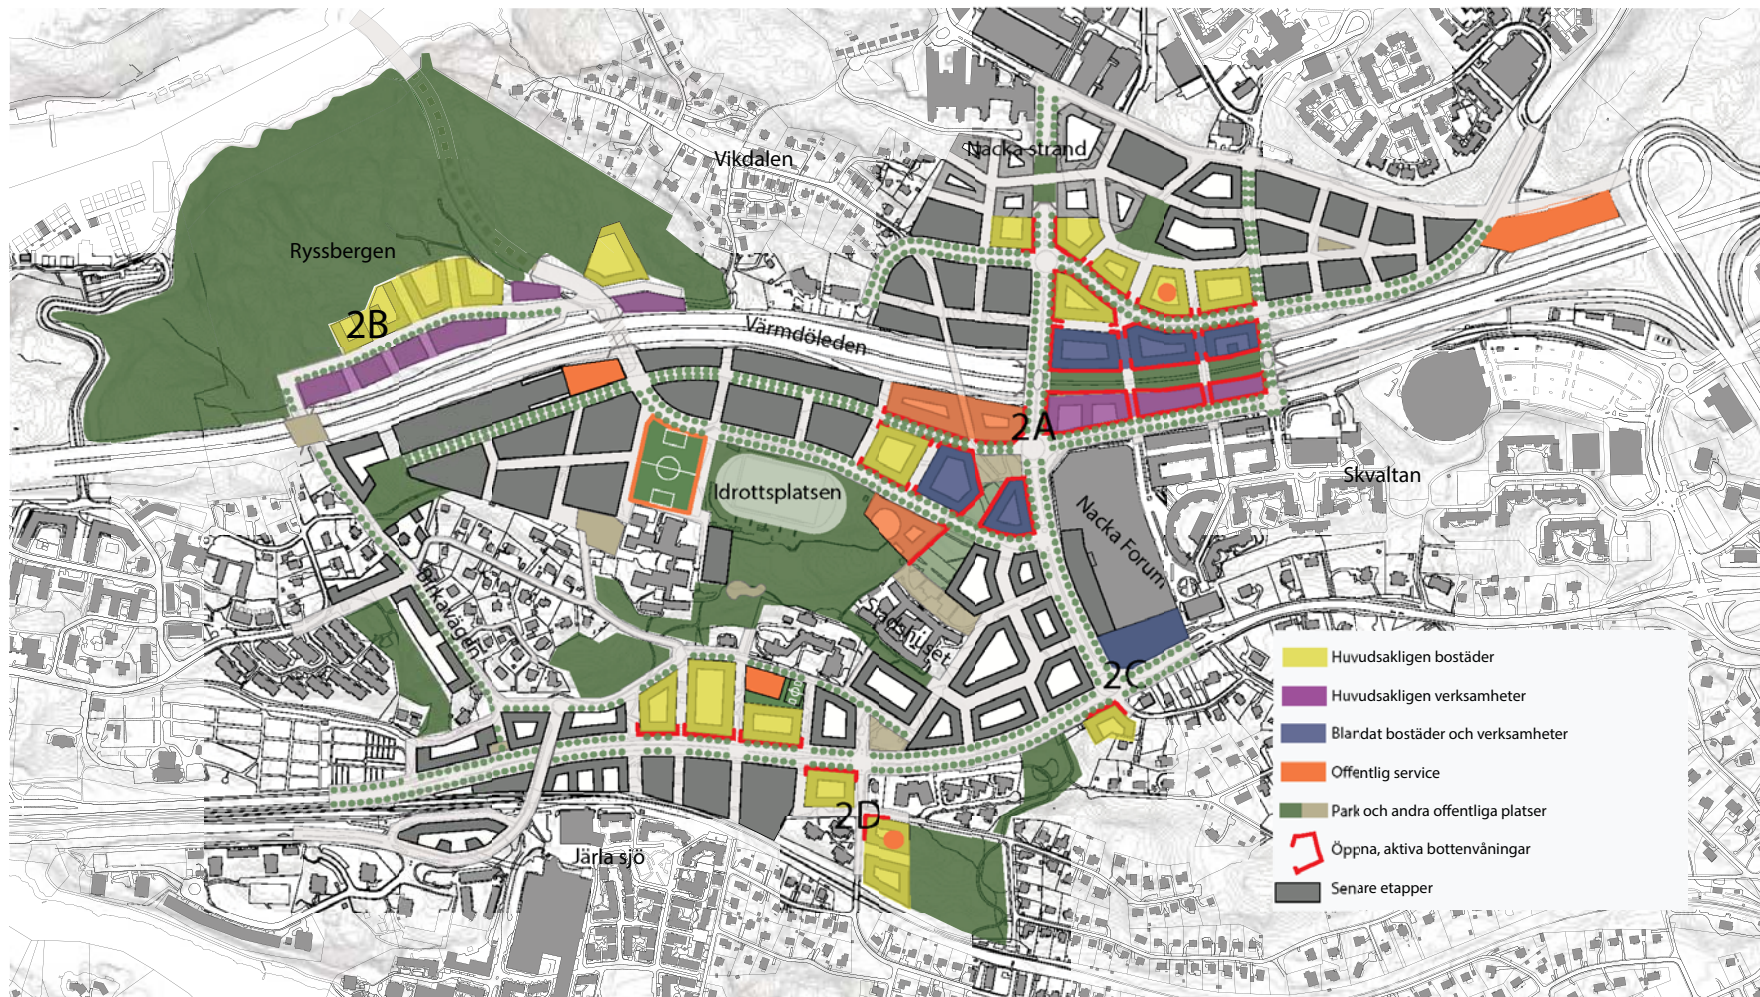 Nacka strand
Vikdalen
Ryssbergen
2B
Värmdöleden
2A
Skvaltan
Idrottsplatsen
Nacka Forum
Birkavägen
Stadshuset
2C
2D
Järla sjö
Huvudsakligen bostäder
Huvudsakligen verksamheter
Blandat bostäder och verksamheter
Offentlig service
Park och andra offentliga platser
Öppna, aktiva bottenvåningar
Senare etapper